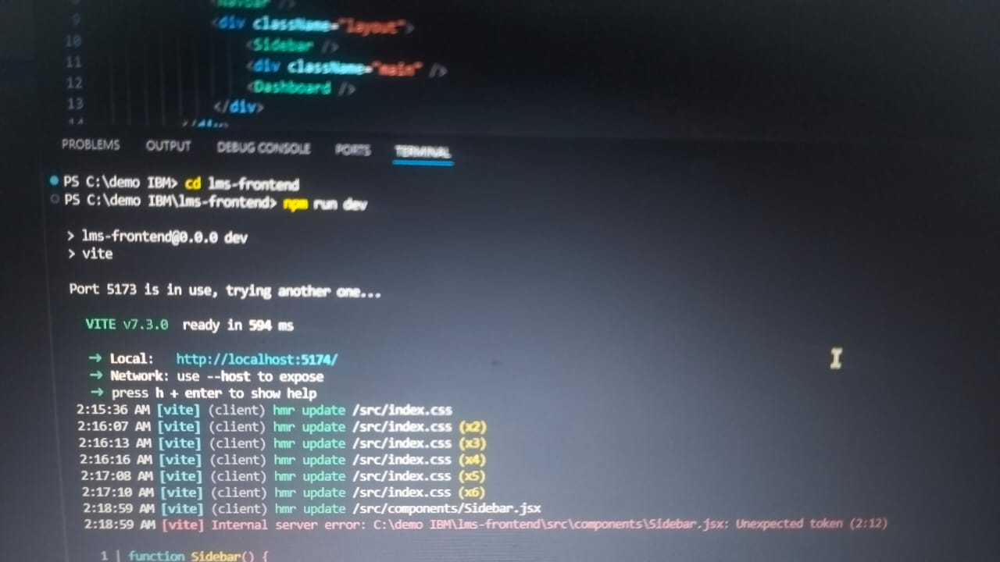 8 <Navbar />
9 <div className="layout">
10 <Sidebar />
11 <div className="main" />
12 <Dashboard />
13 </div>
14 </div>
PROBLEMS OUTPUT DEBUG CONSOLE PORTS TERMINAL
PS C:\demo IBM> cd lms-frontend
PS C:\demo IBM\lms-frontend> npm run dev
> lms-frontend@0.0.0 dev
> vite
Port 5173 is in use, trying another one...
VITE v7.3.0 ready in 594 ms
→ Local: http://localhost:5174/
→ Network: use --host to expose
→ press h + enter to show help
2:15:36 AM [vite] (client) hmr update /src/index.css
2:16:07 AM [vite] (client) hmr update /src/index.css (x2)
2:16:13 AM [vite] (client) hmr update /src/index.css (x3)
2:16:16 AM [vite] (client) hmr update /src/index.css (x4)
2:17:08 AM [vite] (client) hmr update /src/index.css (x5)
2:17:10 AM [vite] (client) hmr update /src/index.css (x6)
2:18:59 AM [vite] (client) hmr update /src/components/Sidebar.jsx
2:18:59 AM [vite] Internal server error: C:\demo IBM\lms-frontend\src\components\Sidebar.jsx: Unexpected token (2:12)
1 | function Sidebar() {